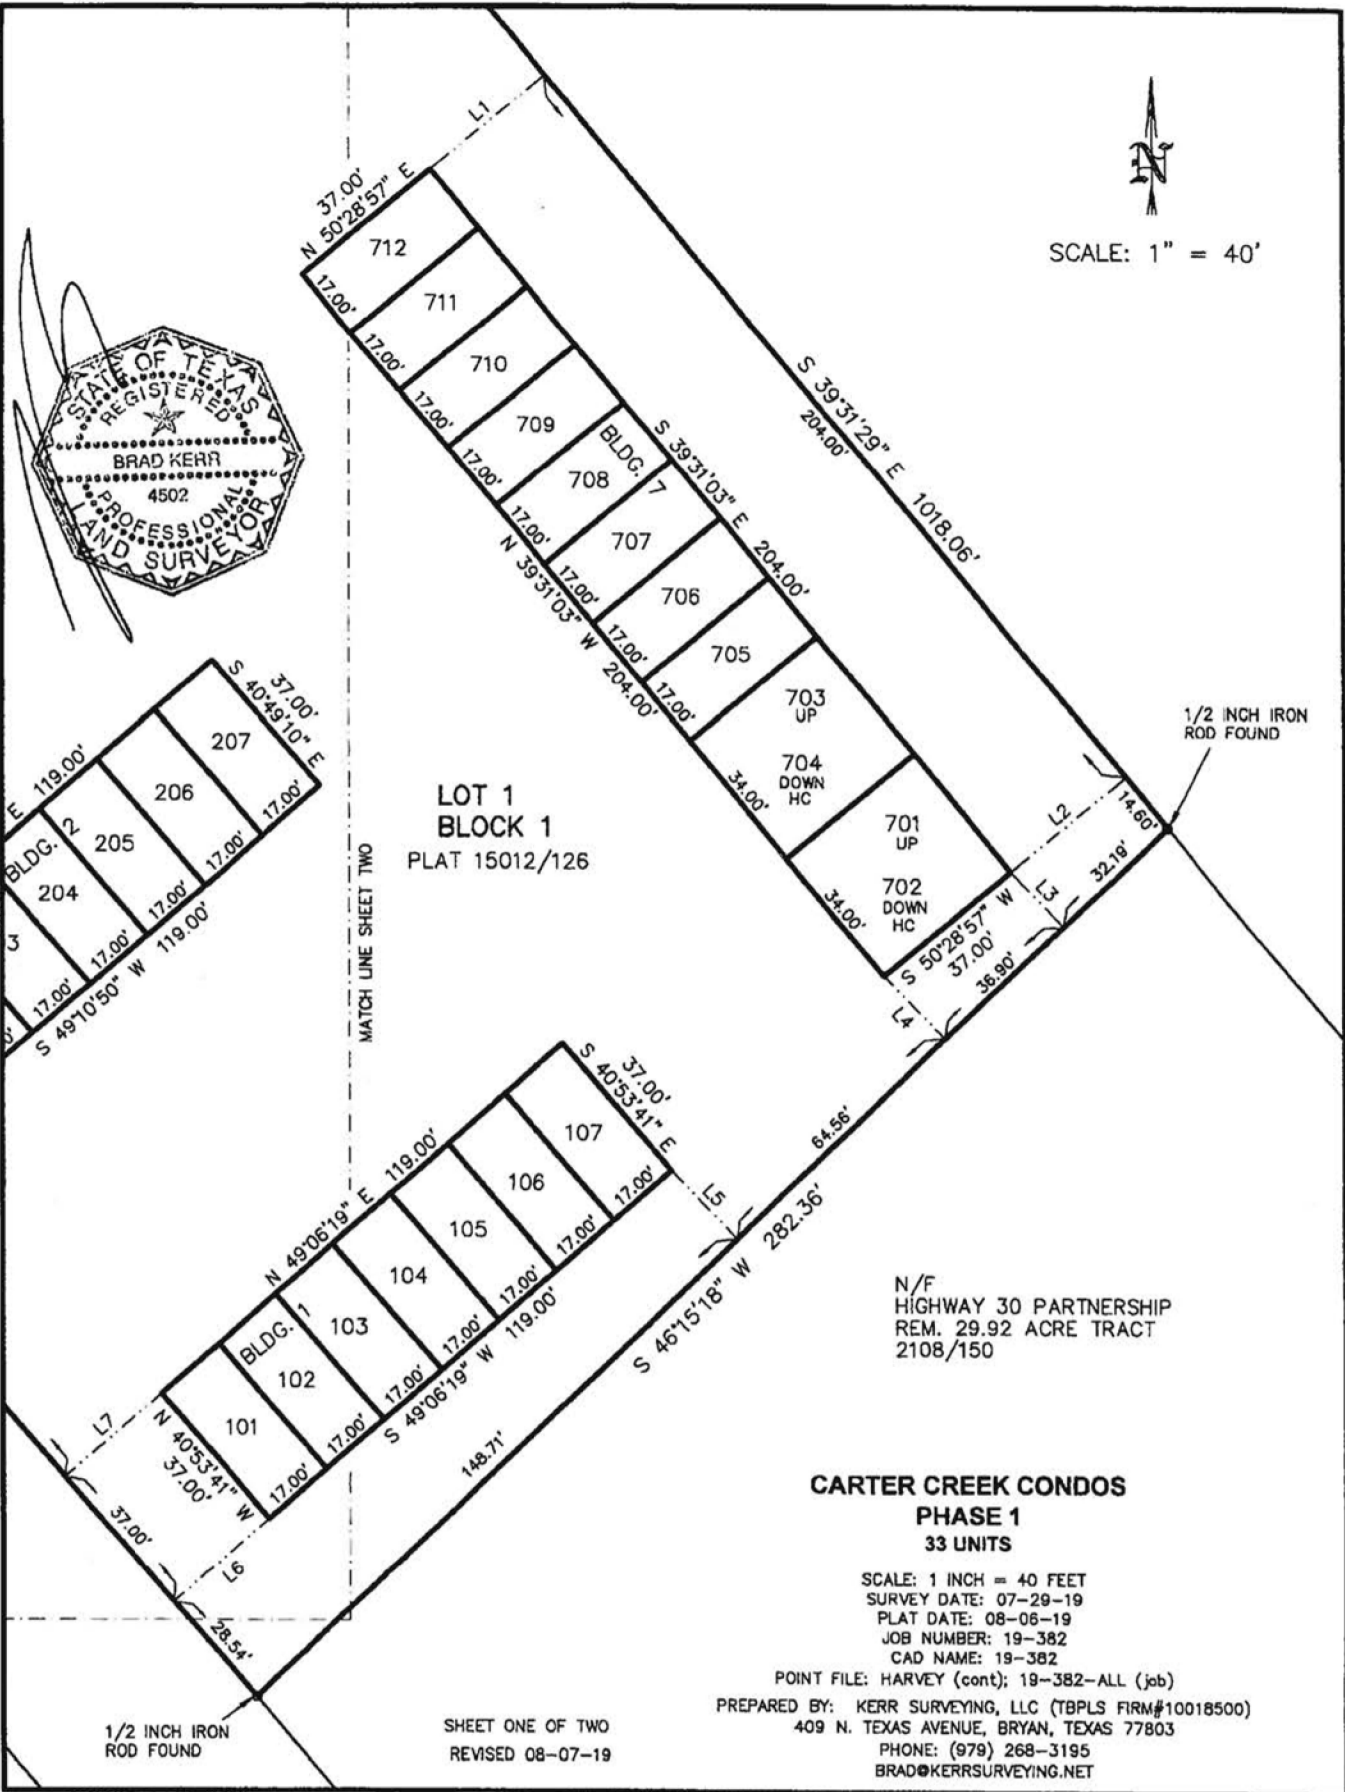 L1
N
SCALE: 1" = 40'
37.00'
N 50°28'57" E
712
711
710
709
708
707
706
705
703
UP
704
DOWN
HC
701
UP
702
DOWN
HC
BLDG. 7
17.00'
17.00'
17.00'
17.00'
17.00'
17.00'
17.00'
17.00'
34.00'
34.00'
N 39°31'03" W 204.00'
S 39°31'03" E 204.00'
S 39°31'29" E 1018.06'
204.00'
STATE OF TEXAS
REGISTERED
BRAD KERR
4502
PROFESSIONAL
LAND SURVEYOR
1/2 INCH IRON
ROD FOUND
L2
14.60'
32.19'
L3
S 50°28'57" W
37.00'
36.90'
L4
S 40°49'10" E
37.00'
E 119.00'
BLDG. 2
207
206
205
204
3
17.00'
17.00'
17.00'
17.00'
17.00'
0'
S 49°10'50" W 119.00'
LOT 1
BLOCK 1
PLAT 15012/126
MATCH LINE SHEET TWO
S 40°53'41" E
37.00'
N 49°06'19" E 119.00'
BLDG. 1
107
106
105
104
103
102
101
17.00'
17.00'
17.00'
17.00'
17.00'
17.00'
17.00'
S 49°06'19" W 119.00'
L5
64.56'
S 46°15'18" W 282.36'
148.71'
L7
N 40°53'41" W
37.00'
37.00'
L6
28.54'
N/F
HIGHWAY 30 PARTNERSHIP
REM. 29.92 ACRE TRACT
2108/150
1/2 INCH IRON
ROD FOUND
SHEET ONE OF TWO
REVISED 08-07-19
CARTER CREEK CONDOS
PHASE 1
33 UNITS
SCALE: 1 INCH = 40 FEET
SURVEY DATE: 07-29-19
PLAT DATE: 08-06-19
JOB NUMBER: 19-382
CAD NAME: 19-382
POINT FILE: HARVEY (cont); 19-382-ALL (job)
PREPARED BY: KERR SURVEYING, LLC (TBPLS FIRM#10018500)
409 N. TEXAS AVENUE, BRYAN, TEXAS 77803
PHONE: (979) 268-3195
BRAD@KERRSURVEYING.NET